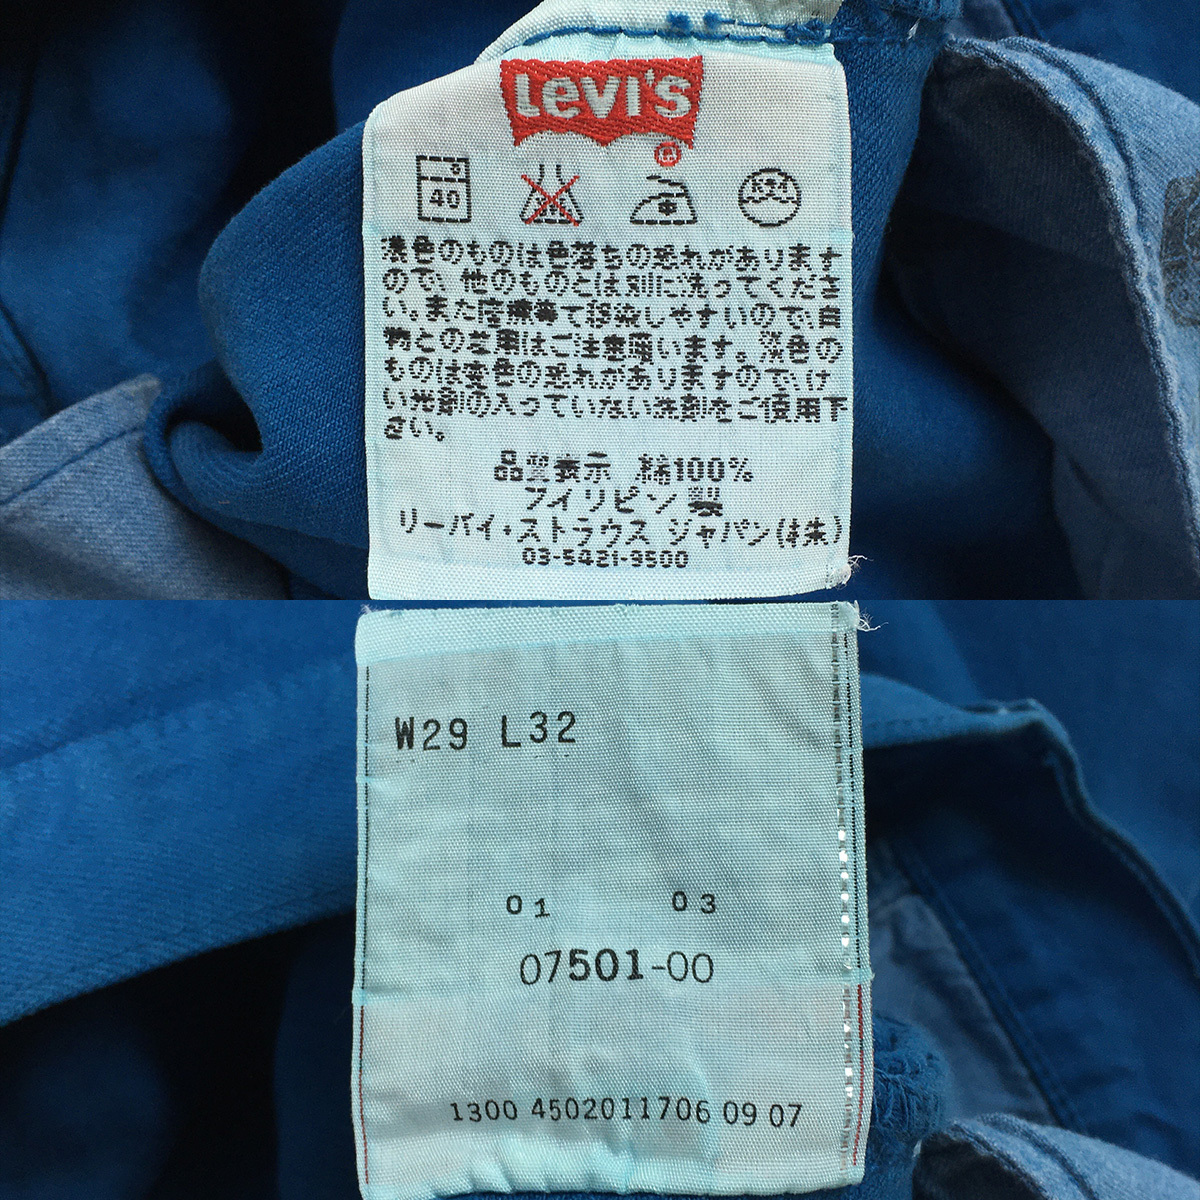 Levi's
®
40
濃色のものは色落ちの恐れがあります
ので、他のものとは別に洗ってくださ
い。また摩擦等で移染しやすいので、白
物との着用はご注意願います。淡色の
ものは変色の恐れがありますので、け
い光剤の入っていない洗剤をご使用下
さい。
品質表示 綿100%
フィリピン製
リーバイ・ストラウス ジャパン(株)
03-5421-9500
W29 L32
01 03
07501-00
1300 4502011706 09 07